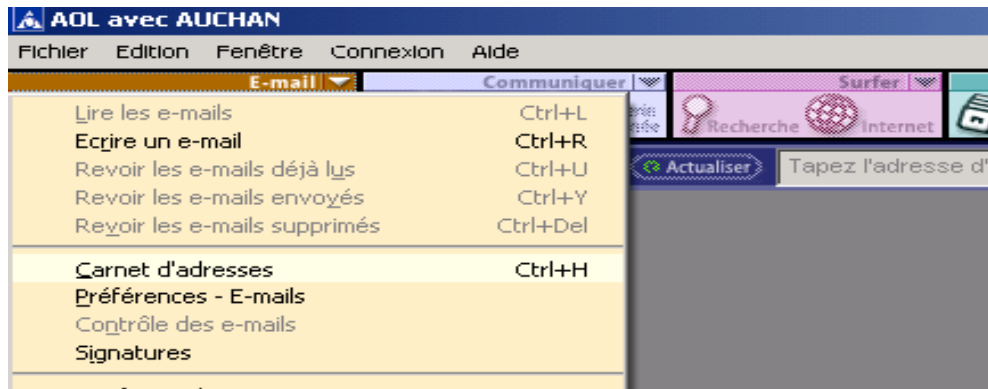 AOL avec AUCHAN
Fichier Edition Fenêtre Connexion Aide
E-mail Communiquer Surfer
Lire les e-mails Ctrl+L
Recherche Internet
Ecrire un e-mail Ctrl+R
Revoir les e-mails déjà lus Ctrl+U
Actualiser Tapez l'adresse d'
Revoir les e-mails envoyés Ctrl+Y
Revoir les e-mails supprimés Ctrl+Del
Carnet d'adresses Ctrl+H
Préférences - E-mails
Contrôle des e-mails
Signatures